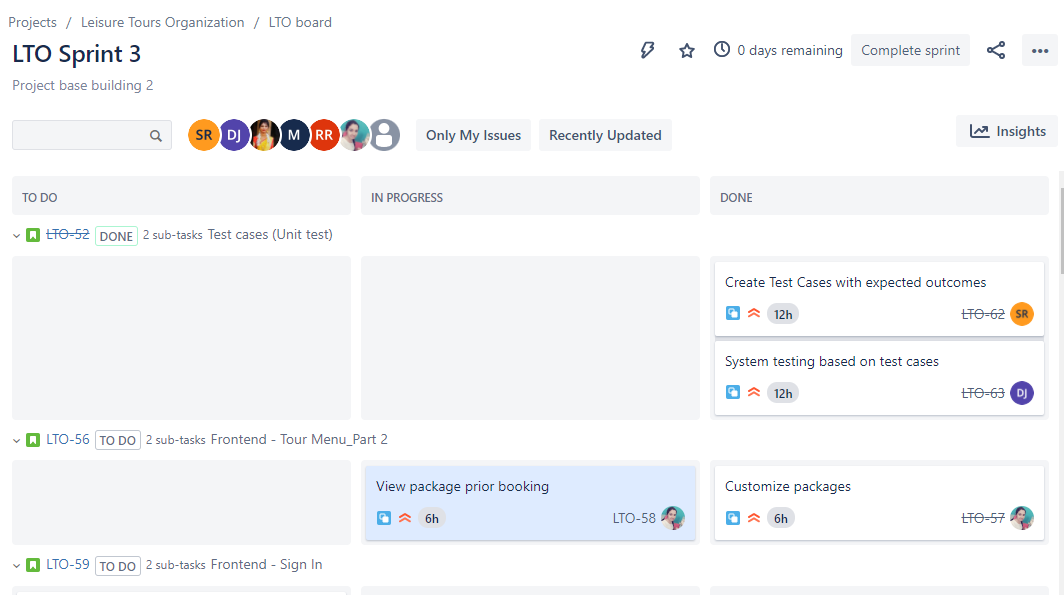 Projects / Leisure Tours Organization / LTO board
LTO Sprint 3
0 days remaining
Complete sprint
Project base building 2
SR DJ M RR
Only My Issues
Recently Updated
Insights
TO DO
IN PROGRESS
DONE
LTO-52 DONE 2 sub-tasks Test cases (Unit test)
Create Test Cases with expected outcomes
12h LTO-62 SR
System testing based on test cases
12h LTO-63 DJ
LTO-56 TO DO 2 sub-tasks Frontend - Tour Menu_Part 2
View package prior booking
6h LTO-58
Customize packages
6h LTO-57
LTO-59 TO DO 2 sub-tasks Frontend - Sign In